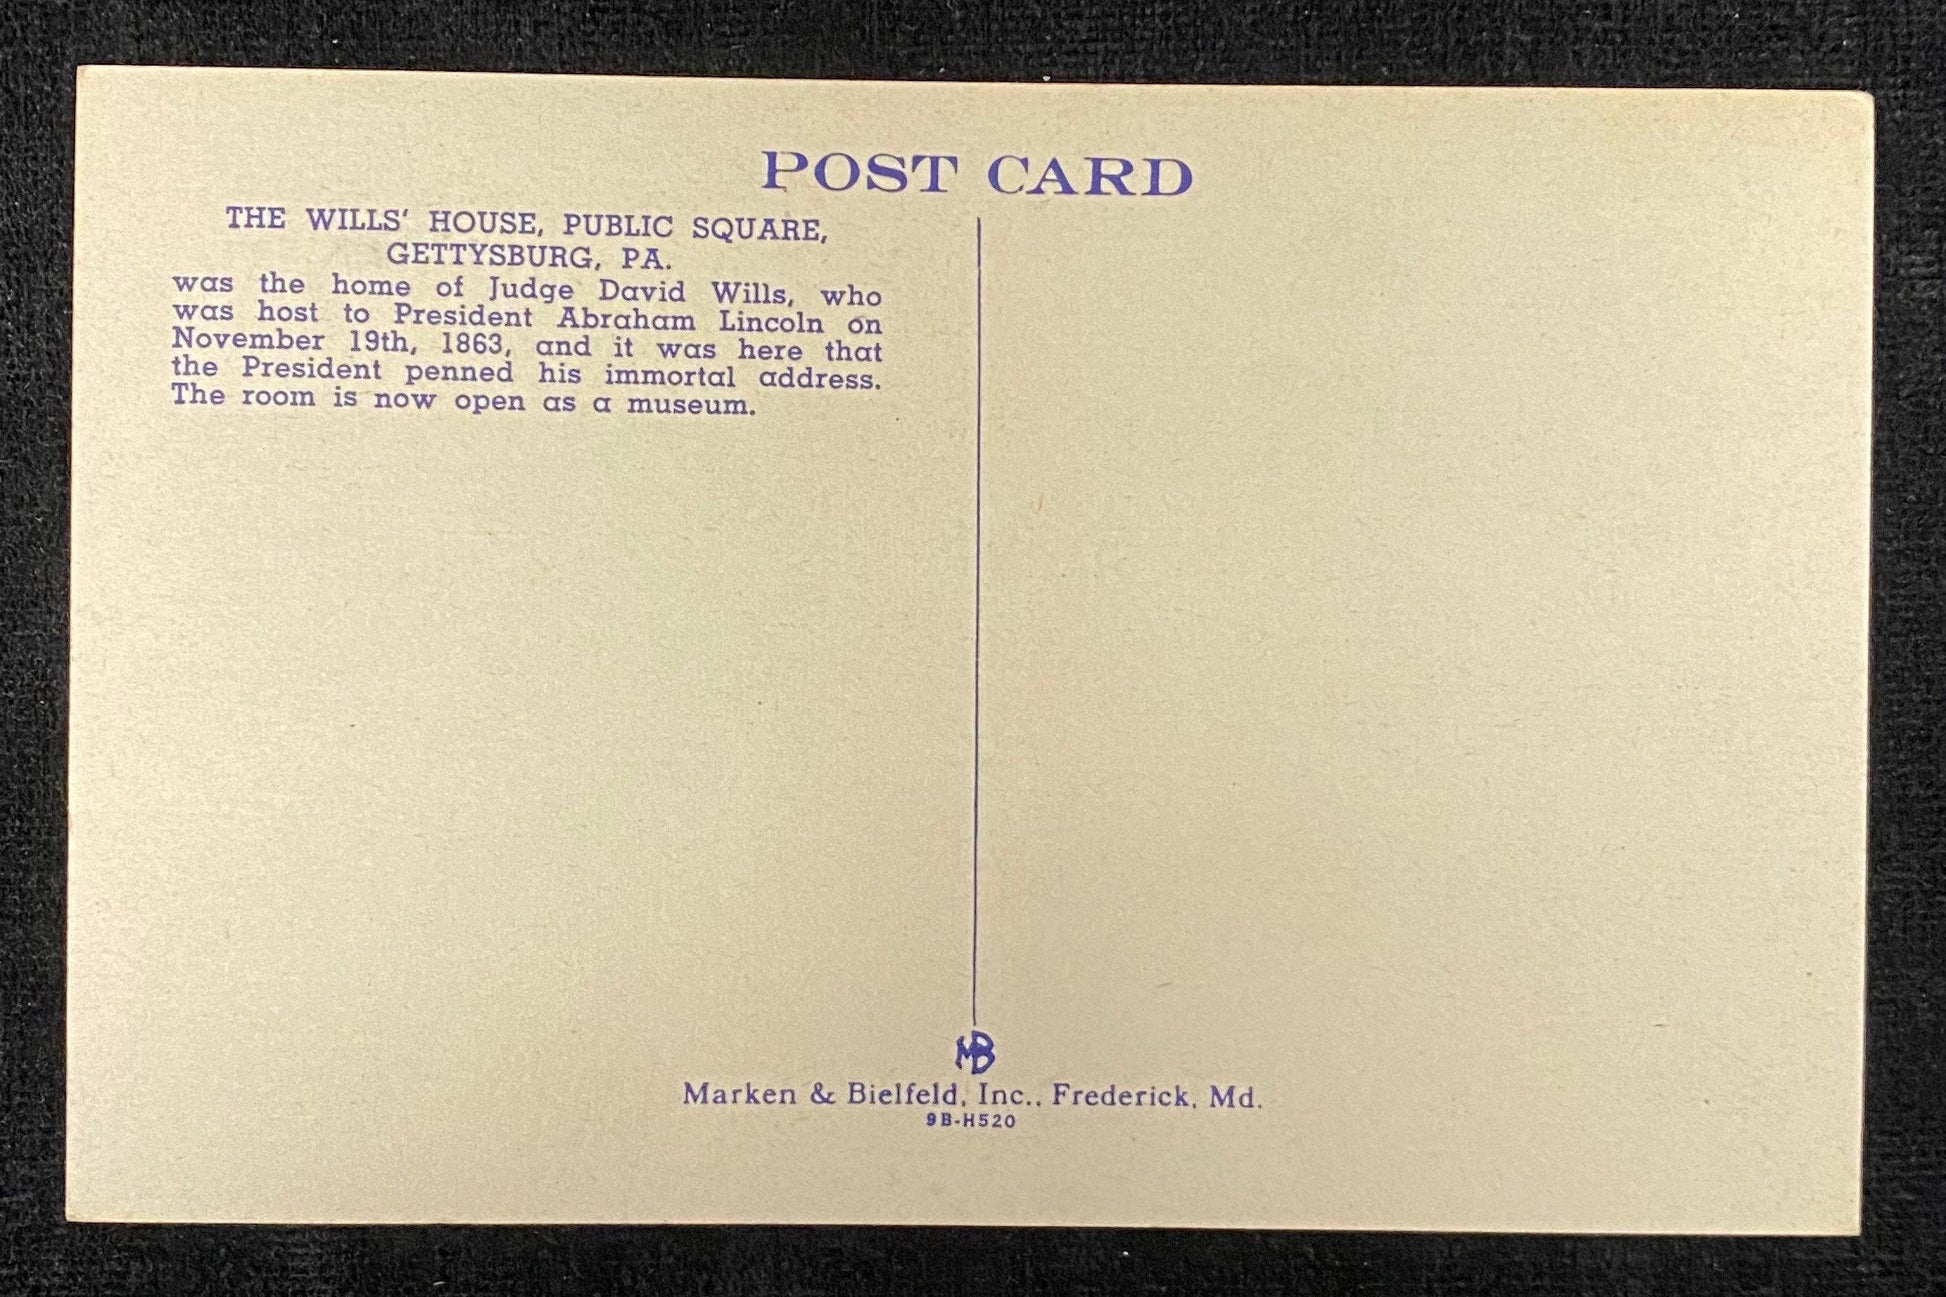 POST CARD
THE WILLS' HOUSE, PUBLIC SQUARE,
GETTYSBURG, PA.
was the home of Judge David Wills, who
was host to President Abraham Lincoln on
November 19th, 1863, and it was here that
the President penned his immortal address.
The room is now open as a museum.
MB
Marken & Bielfeld, Inc., Frederick, Md.
9B-H520